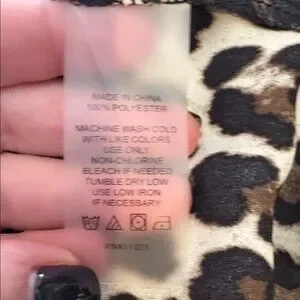 MADE IN CHINA
100% POLYESTER
MACHINE WASH COLD
WITH LIKE COLORS
USE ONLY
NON-CHLORINE
BLEACH IF NEEDED
TUMBLE DRY LOW
USE LOW IRON
IF NECESSARY